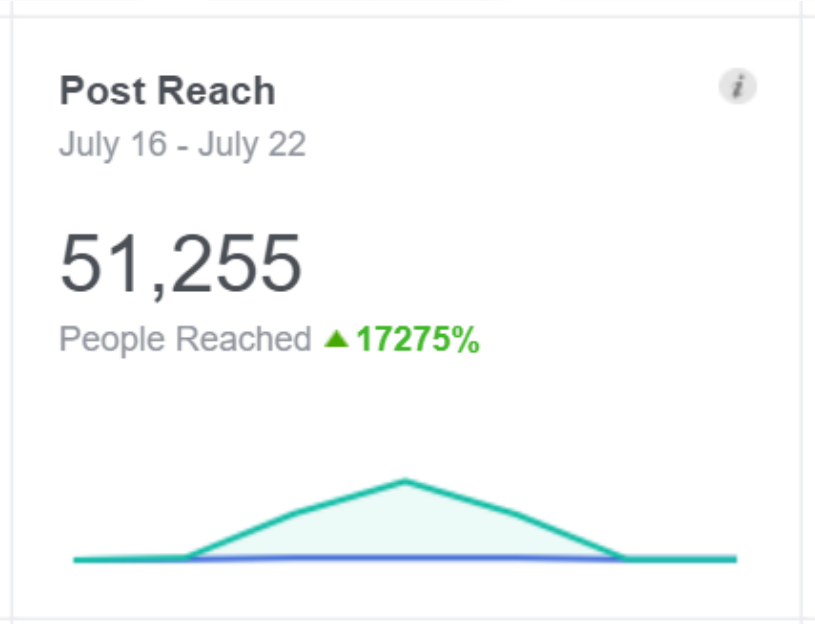 Post Reach
i
July 16 - July 22
51,255
People Reached ▲ 17275%